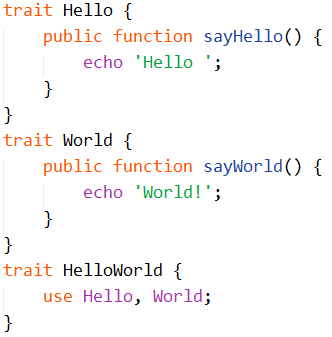 trait Hello {
    public function sayHello() {
        echo 'Hello ';
    }
}
trait World {
    public function sayWorld() {
        echo 'World!';
    }
}
trait HelloWorld {
    use Hello, World;
}